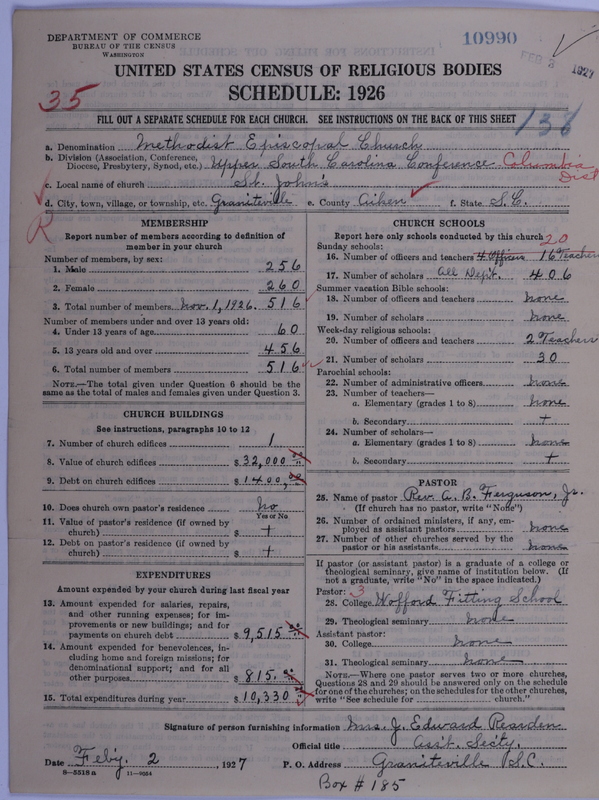 DEPARTMENT OF COMMERCE
BUREAU OF THE CENSUS
WASHINGTON
10990
FEB 3 1927
UNITED STATES CENSUS OF RELIGIOUS BODIES
SCHEDULE: 1926
35
138
FILL OUT A SEPARATE SCHEDULE FOR EACH CHURCH. SEE INSTRUCTIONS ON THE BACK OF THIS SHEET
a. Denomination Methodist Episcopal Church
b. Division (Association, Conference, Diocese, Presbytery, Synod, etc.) Upper South Carolina Conference - Columbia Dist
c. Local name of church St. John's
d. City, town, village, or township, etc. Graniteville e. County Aiken f. State S.C.
R
MEMBERSHIP
Report number of members according to definition of
member in your church
Number of members, by sex:
1. Male 256
2. Female 260
3. Total number of members Nov. 1, 1926. 516
Number of members under and over 13 years old:
4. Under 13 years of age 60
5. 13 years old and over 456
6. Total number of members 516
NOTE.—The total given under Question 6 should be the
same as the total of males and females given under Question 3.
CHURCH BUILDINGS
See instructions, paragraphs 10 to 12
7. Number of church edifices 1
8. Value of church edifices $ 32,000.00
9. Debt on church edifices $ 1400.00
10. Does church own pastor's residence No
Yes or No
11. Value of pastor's residence (if owned by
church) $ +
12. Debt on pastor's residence (if owned by
church) $ +
EXPENDITURES
Amount expended by your church during last fiscal year
13. Amount expended for salaries, repairs,
and other running expenses; for im-
provements or new buildings; and for
payments on church debt $ 9,515.00
14. Amount expended for benevolences, in-
cluding home and foreign missions; for
denominational support; and for all
other purposes $ 815.00
15. Total expenditures during year $ 10,330
CHURCH SCHOOLS
Report here only schools conducted by this church
20
Sunday schools:
16. Number of officers and teachers 4 Officers 16 Teachers
17. Number of scholars All Dept. 406
Summer vacation Bible schools:
18. Number of officers and teachers none
19. Number of scholars none
Week-day religious schools:
20. Number of officers and teachers 2 Teachers
21. Number of scholars 30
Parochial schools:
22. Number of administrative officers none
23. Number of teachers—
a. Elementary (grades 1 to 8) none
b. Secondary +
24. Number of scholars—
a. Elementary (grades 1 to 8) none
b. Secondary +
PASTOR
25. Name of pastor Rev. A. B. Ferguson, Jr.
(If church has no pastor, write "None")
26. Number of ordained ministers, if any, em-
ployed as assistant pastors none
27. Number of other churches served by the
pastor or his assistants none
If pastor (or assistant pastor) is a graduate of a college or
theological seminary, give name of institution below. (If
not a graduate, write "No" in the space indicated.)
Pastor: 3
28. College Wofford Fitting School
29. Theological seminary none
Assistant pastor:
30. College none
31. Theological seminary none
NOTE.—Where one pastor serves two or more churches,
Questions 28 and 29 should be answered only on the schedule
for one of the churches; on the schedules for the other churches,
write "See schedule for ______ church."
Signature of person furnishing information Mrs. J. Edward Rearden
Official title Asst. Secty.
Date Feby. 2, 1927 P. O. Address Graniteville S.C.
8—5518 a 11—9554
Box # 185